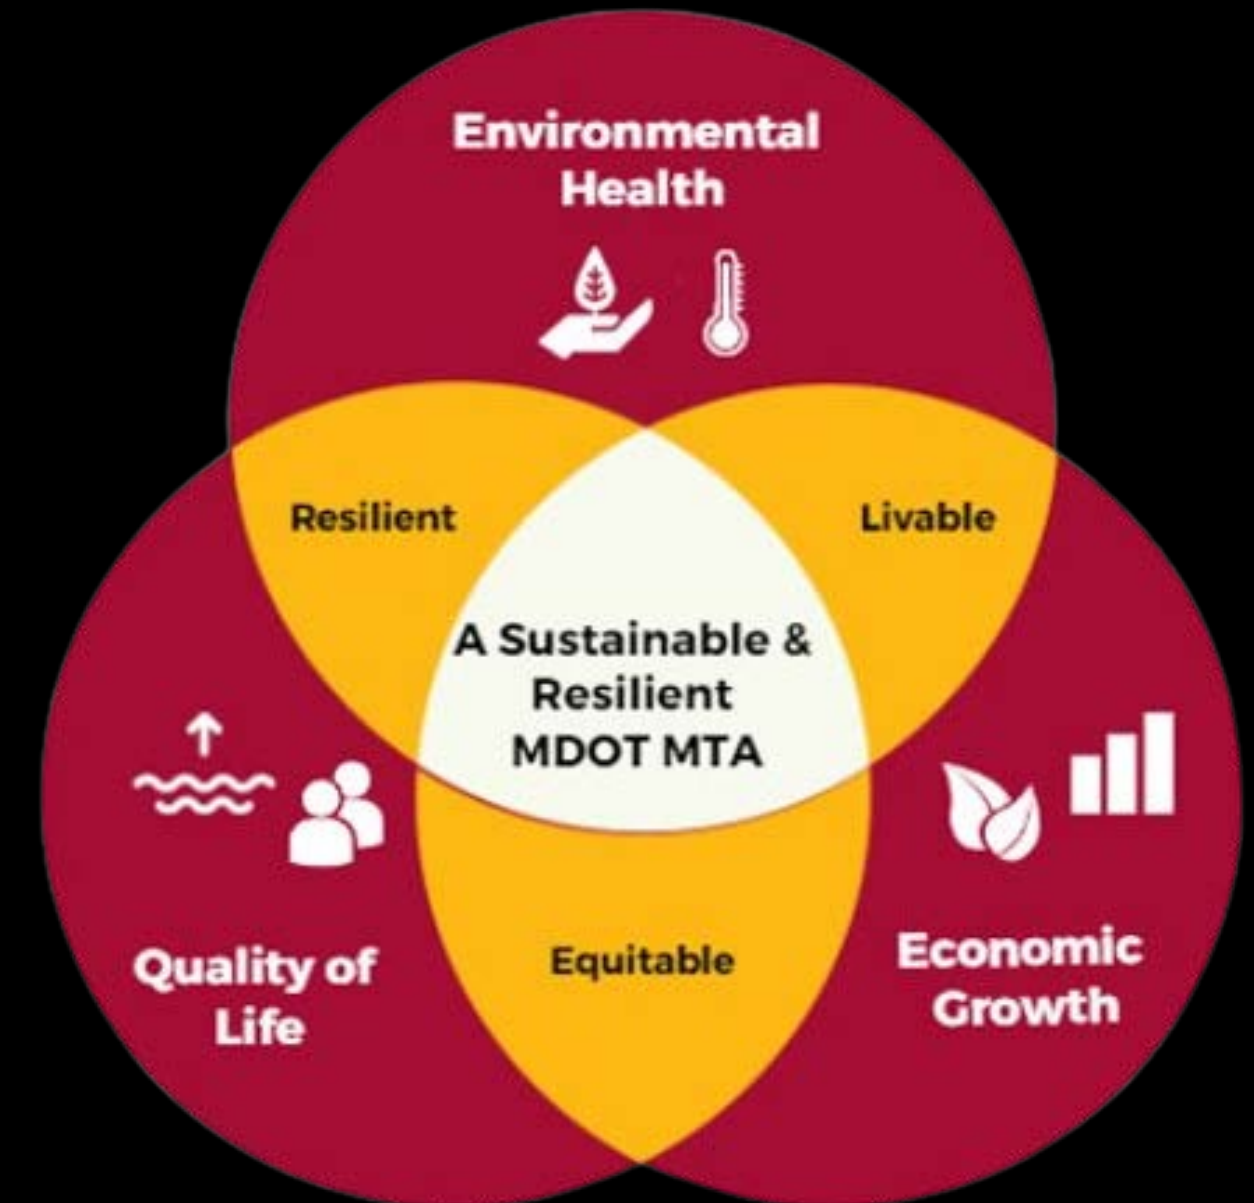 Environmental
Health
Resilient
Livable
A Sustainable &
Resilient
MDOT MTA
Quality of
Life
Equitable
Economic
Growth